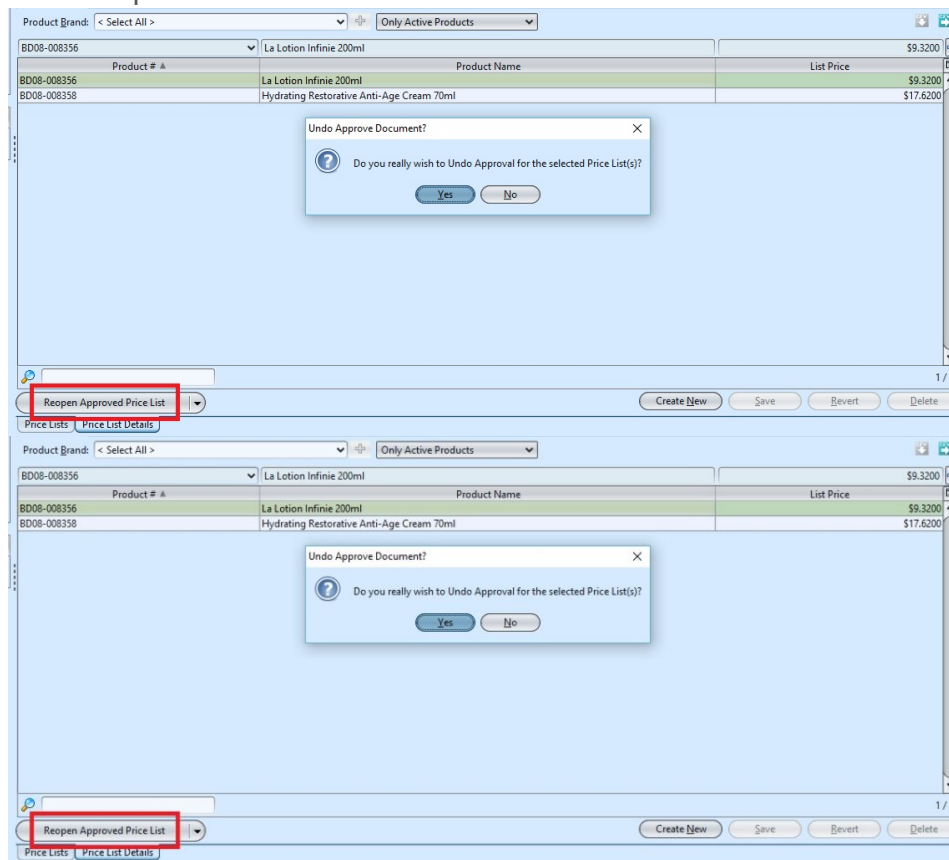 Product Brand: < Select All > Only Active Products
BD08-008356 La Lotion Infinie 200ml $9.3200
Product # Product Name List Price
BD08-008356 La Lotion Infinie 200ml $9.3200
BD08-008358 Hydrating Restorative Anti-Age Cream 70ml $17.6200
Undo Approve Document?
Do you really wish to Undo Approval for the selected Price List(s)?
Yes No
1 /
Reopen Approved Price List Create New Save Revert Delete
Price Lists Price List Details
Product Brand: < Select All > Only Active Products
BD08-008356 La Lotion Infinie 200ml $9.3200
Product # Product Name List Price
BD08-008356 La Lotion Infinie 200ml $9.3200
BD08-008358 Hydrating Restorative Anti-Age Cream 70ml $17.6200
Undo Approve Document?
Do you really wish to Undo Approval for the selected Price List(s)?
Yes No
1 /
Reopen Approved Price List Create New Save Revert Delete
Price Lists Price List Details